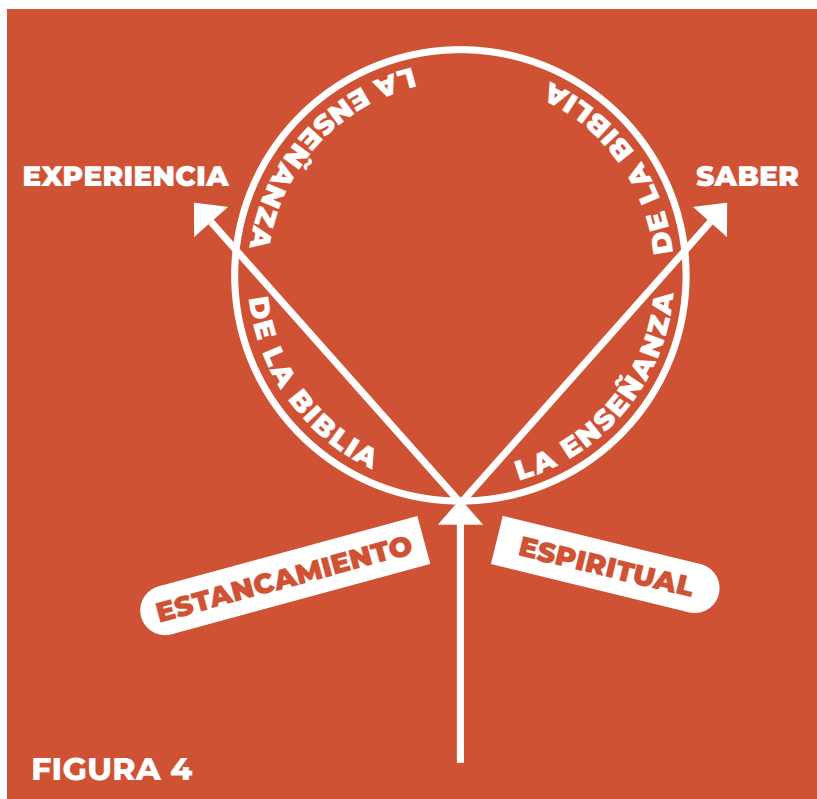 LA ENSEÑANZA
DE LA BIBLIA
EXPERIENCIA
SABER
DE LA BIBLIA
LA ENSEÑANZA
ESTANCAMIENTO
ESPIRITUAL
FIGURA 4